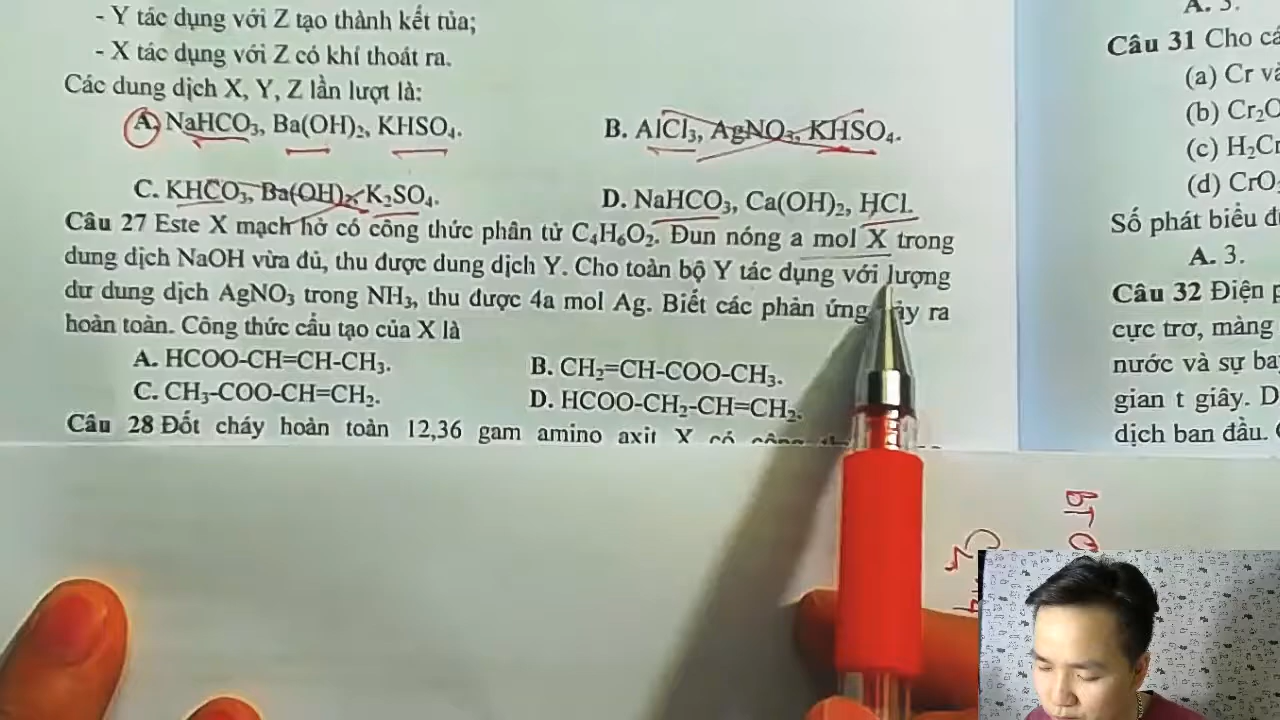 - Y tác dụng với Z tạo thành kết tủa;
- X tác dụng với Z có khí thoát ra.
Các dung dịch X, Y, Z lần lượt là:
A. NaHCO₃, Ba(OH)₂, KHSO₄.
B. AlCl₃, AgNO₃, KHSO₄.
C. KHCO₃, Ba(OH)₂, K₂SO₄.
D. NaHCO₃, Ca(OH)₂, HCl.
Câu 27 Este X mạch hở có công thức phân tử C₄H₆O₂. Đun nóng a mol X trong
dung dịch NaOH vừa đủ, thu được dung dịch Y. Cho toàn bộ Y tác dụng với lượng
dư dung dịch AgNO₃ trong NH₃, thu được 4a mol Ag. Biết các phản ứng ra
hoàn toàn. Công thức cấu tạo của X là
A. HCOO-CH=CH-CH₃.
B. CH₂=CH-COO-CH₃.
C. CH₃-COO-CH=CH₂.
D. HCOO-CH₂-CH=CH₂.
Câu 28 Đốt cháy hoàn toàn 12,36 gam amino axit X có
A. 3.
Câu 31 Cho
(a) Cr
(b)
(c)
(d)
Số phát biểu
A. 3.
Câu 32 Điện
cực trơ, màng
nước và sự
gian t giây.
dịch ban đầu.
br